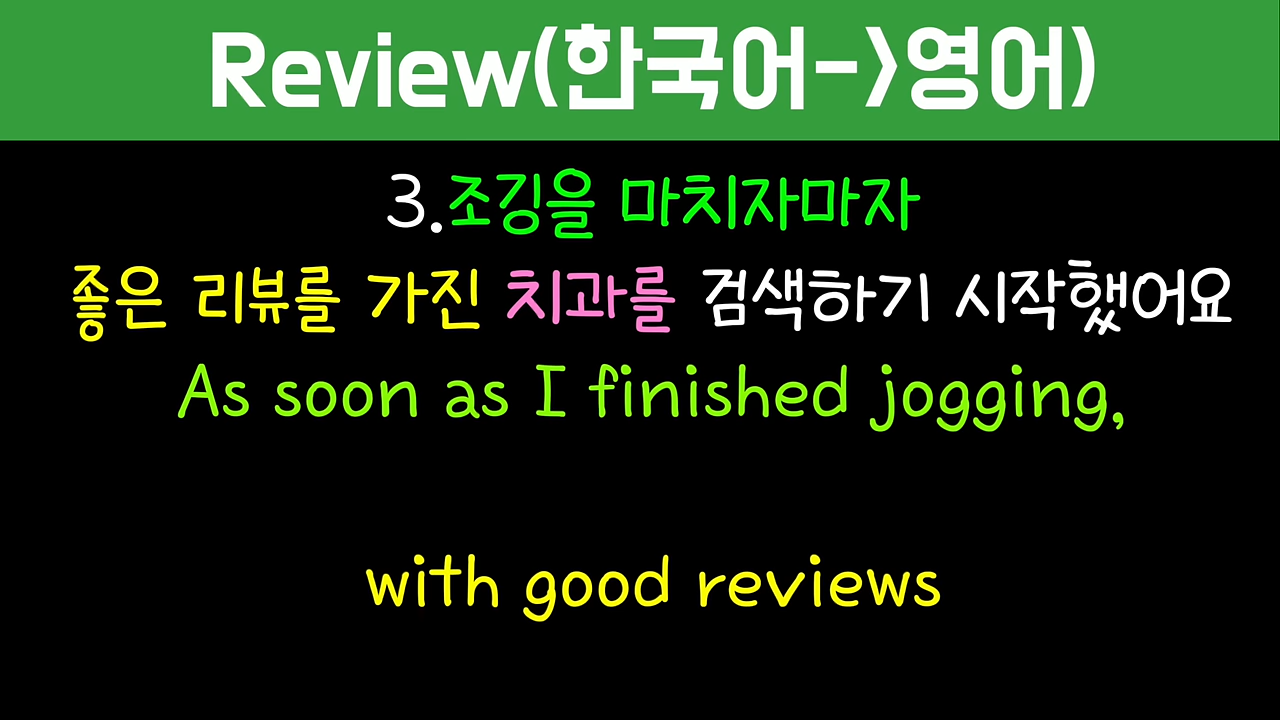 Review(한국어->영어)
3.조깅을 마치자마자
좋은 리뷰를 가진 치과를 검색하기 시작했어요
As soon as I finished jogging,
with good reviews